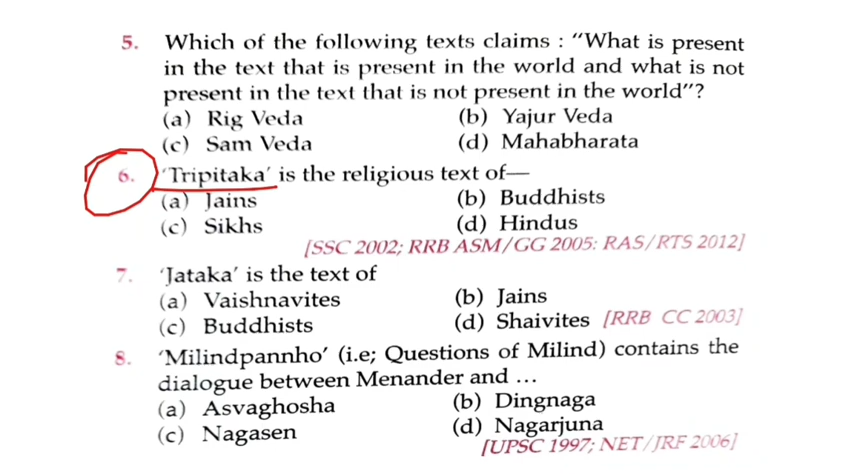 5. Which of the following texts claims : "What is present
in the text that is present in the world and what is not
present in the text that is not present in the world"?
(a) Rig Veda (b) Yajur Veda
(c) Sam Veda (d) Mahabharata
6. 'Tripitaka' is the religious text of—
(a) Jains (b) Buddhists
(c) Sikhs (d) Hindus
[SSC 2002; RRB ASM/GG 2005: RAS/RTS 2012]
7. 'Jataka' is the text of
(a) Vaishnavites (b) Jains
(c) Buddhists (d) Shaivites [RRB CC 2003]
8. 'Milindpannho' (i.e; Questions of Milind) contains the
dialogue between Menander and ...
(a) Asvaghosha (b) Dingnaga
(c) Nagasen (d) Nagarjuna
[UPSC 1997; NET/JRF 2006]